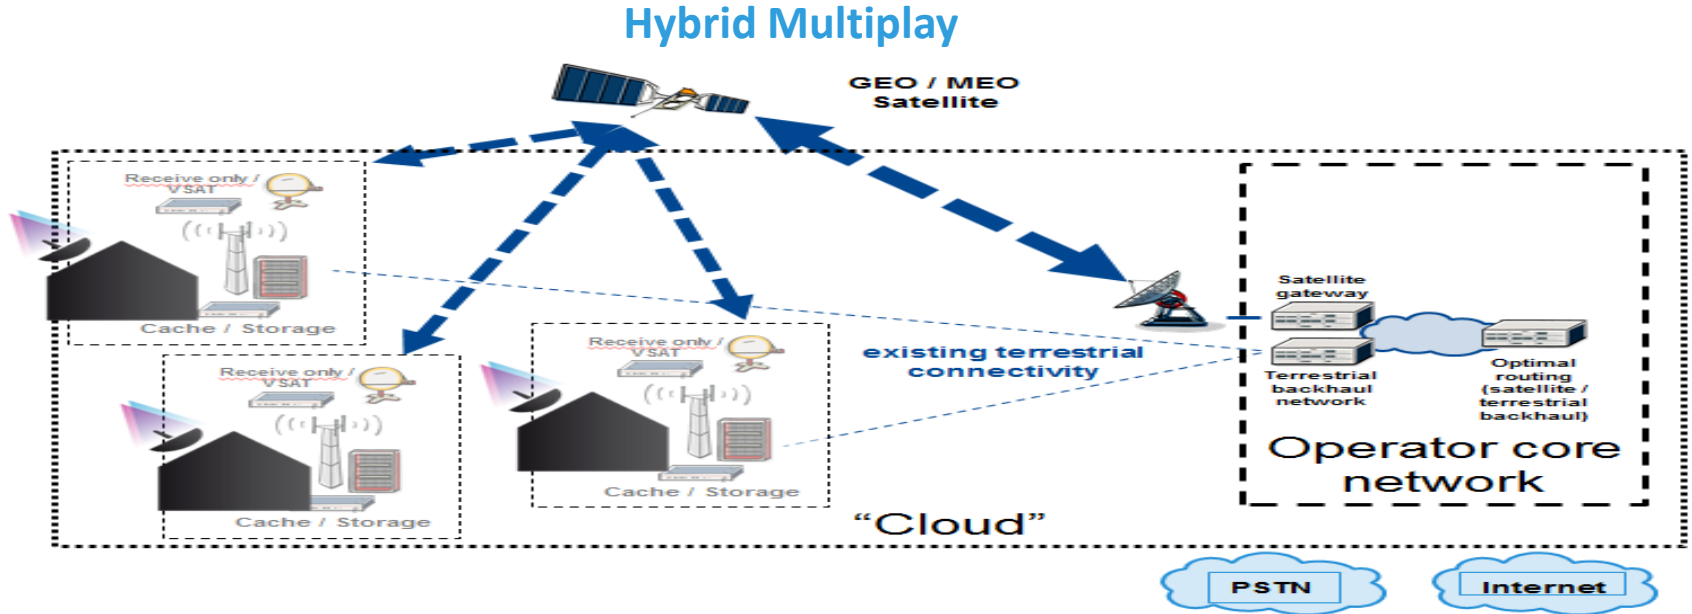 Hybrid Multiplay
GEO / MEO
Satellite
Receive only /
VSAT
Cache / Storage
Receive only /
VSAT
Cache / Storage
Receive only /
VSAT
Cache / Storage
existing terrestrial
connectivity
Satellite
gateway
Terrestrial
backhaul
network
Optimal
routing
(satellite /
terrestrial
backhaul)
Operator core
network
“Cloud”
PSTN
Internet